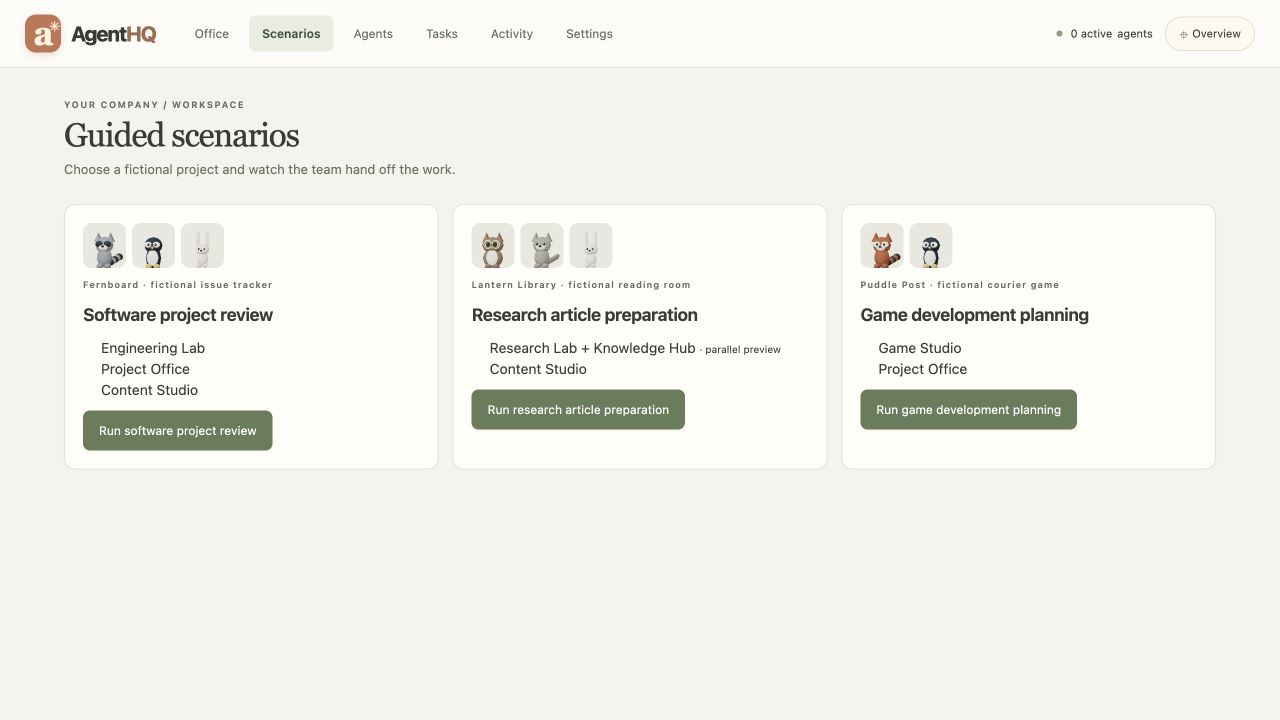 a AgentHQ
Office
Scenarios
Agents
Tasks
Activity
Settings
0 active agents
Overview
YOUR COMPANY / WORKSPACE
Guided scenarios
Choose a fictional project and watch the team hand off the work.
Fernboard · fictional issue tracker
Software project review
Engineering Lab
Project Office
Content Studio
Run software project review
Lantern Library · fictional reading room
Research article preparation
Research Lab + Knowledge Hub · parallel preview
Content Studio
Run research article preparation
Puddle Post · fictional courier game
Game development planning
Game Studio
Project Office
Run game development planning